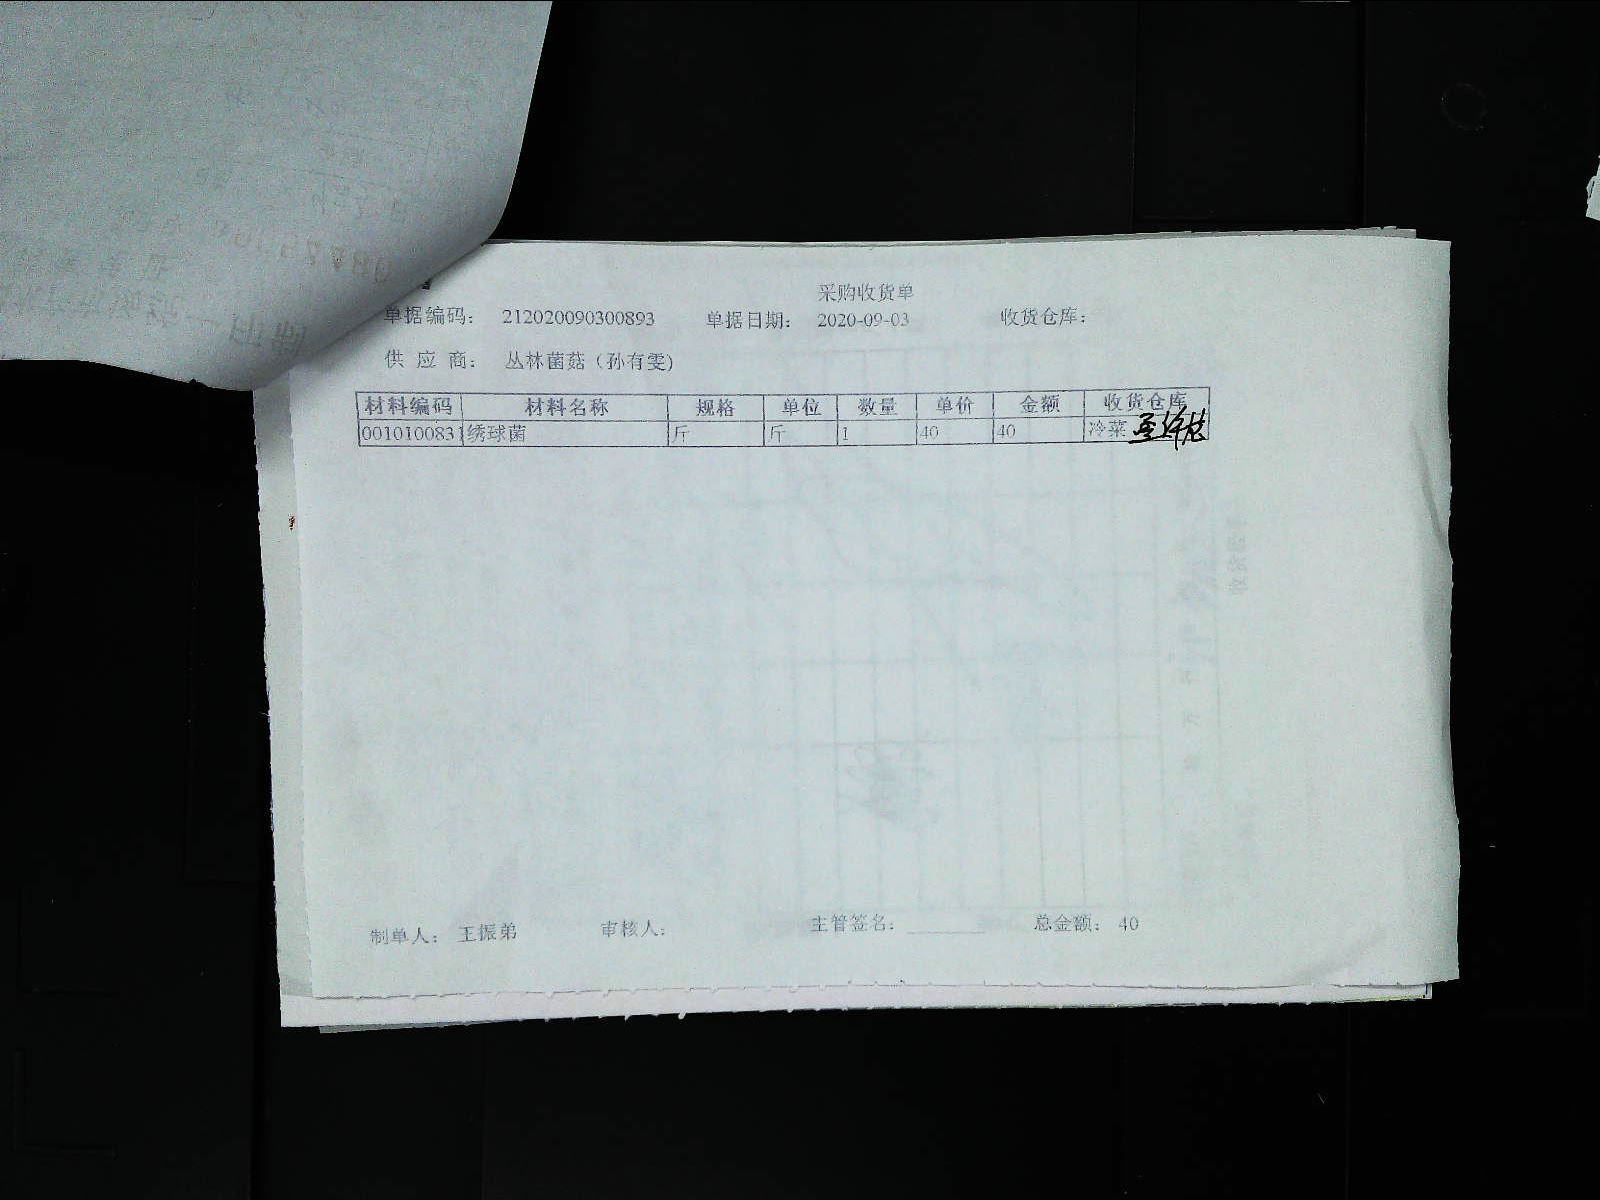 采购收货单
单据编码： 212020090300893 单据日期： 2020-09-03 收货仓库：
供 应 商： 丛林菌菇（孙有雯）
材料编码 材料名称 规格 单位 数量 单价 金额 收货仓库
0010100831 绣球菌 斤 斤 1 40 40 冷菜
制单人： 王振弟 审核人： 主管签名： 总金额： 40